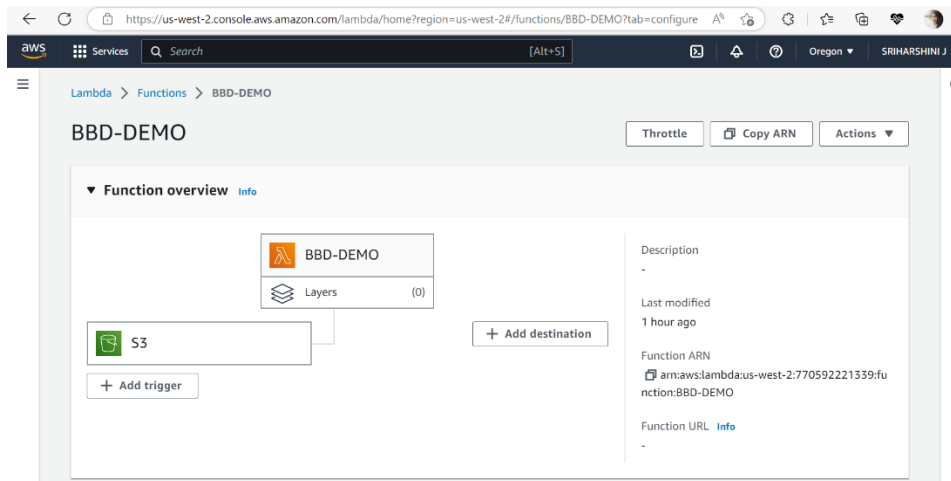 https://us-west-2.console.aws.amazon.com/lambda/home?region=us-west-2#/functions/BBD-DEMO?tab=configure
aws Services Search [Alt+S] Oregon ▼ SRIHARSHINI J
Lambda > Functions > BBD-DEMO
BBD-DEMO
Throttle Copy ARN Actions ▼
▼ Function overview Info
BBD-DEMO
Layers (0)
S3
+ Add trigger
+ Add destination
Description
-
Last modified
1 hour ago
Function ARN
arn:aws:lambda:us-west-2:770592221339:fu
nction:BBD-DEMO
Function URL Info
-